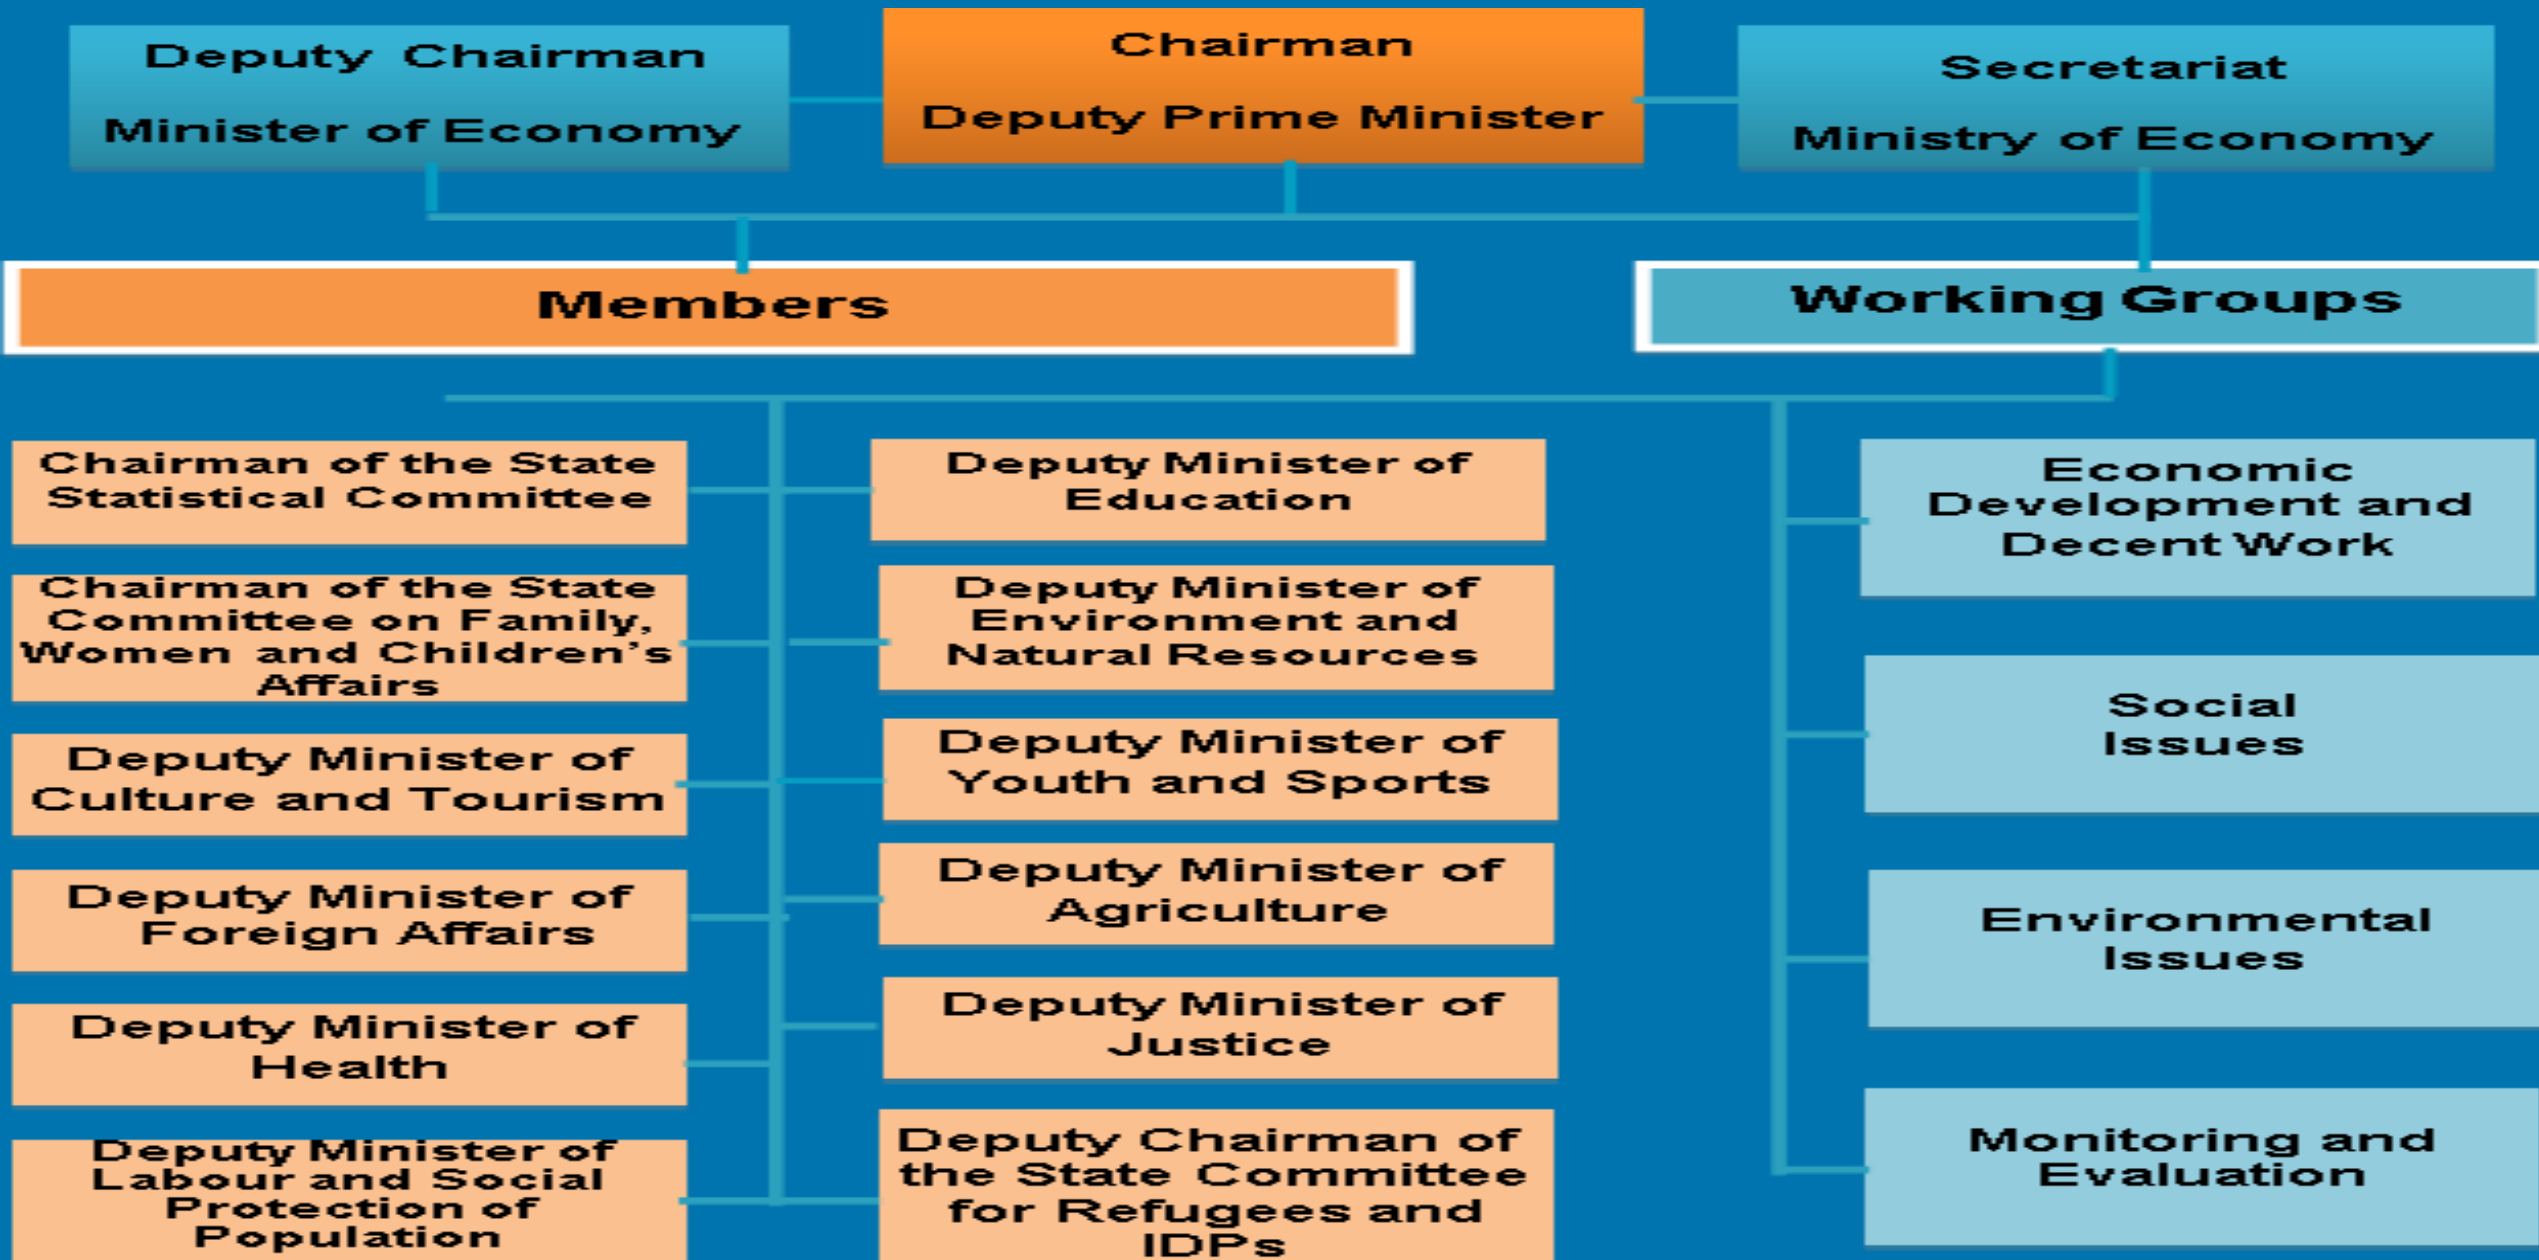 Deputy Chairman
Minister of Economy
Chairman
Deputy Prime Minister
Secretariat
Ministry of Economy
Members
Working Groups
Chairman of the State
Statistical Committee
Chairman of the State
Committee on Family,
Women and Children’s
Affairs
Deputy Minister of
Culture and Tourism
Deputy Minister of
Foreign Affairs
Deputy Minister of
Health
Deputy Minister of
Labour and Social
Protection of
Population
Deputy Minister of
Education
Deputy Minister of
Environment and
Natural Resources
Deputy Minister of
Youth and Sports
Deputy Minister of
Agriculture
Deputy Minister of
Justice
Deputy Chairman of
the State Committee
for Refugees and
IDPs
Economic
Development and
Decent Work
Social
Issues
Environmental
Issues
Monitoring and
Evaluation